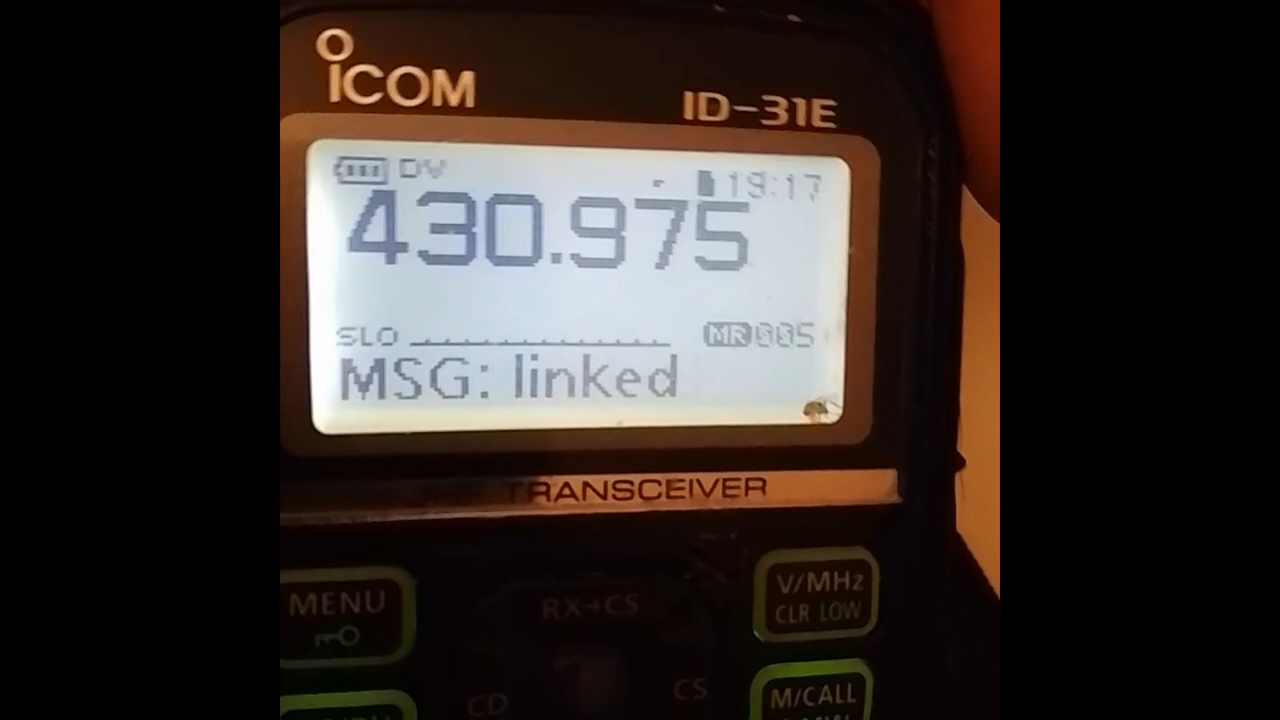 ICOM
ID-31E
DV 19:17
430.975
SLO MR 005
MSG: linked
UHF TRANSCEIVER
MENU
RX→CS
V/MHz
CLR LOW
CD
CS
M/CALL